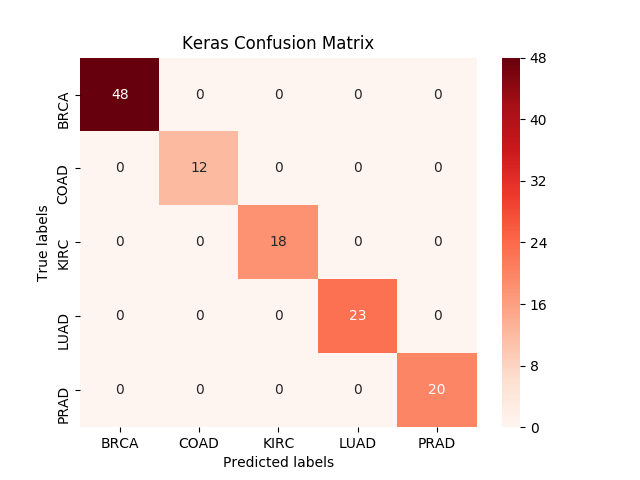 Keras Confusion Matrix
True labels
BRCA 48 0 0 0 0
COAD 0 12 0 0 0
KIRC 0 0 18 0 0
LUAD 0 0 0 23 0
PRAD 0 0 0 0 20
BRCA COAD KIRC LUAD PRAD
Predicted labels
48
40
32
24
16
8
0